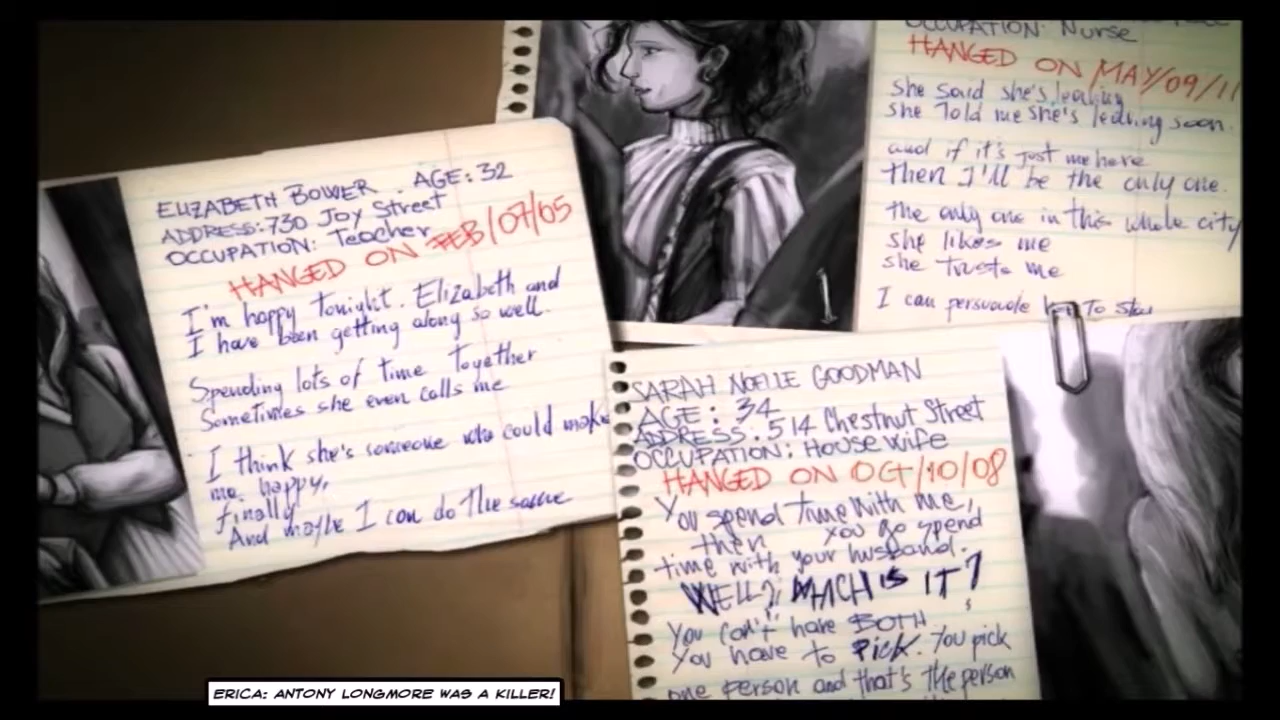 ELIZABETH BOWER . AGE: 32
ADDRESS: 730 Joy Street
OCCUPATION: Teacher
HANGED ON FEB/07/05
I'm happy tonight. Elizabeth and
I have been getting along so well.
Spending lots of time together
Sometimes she even calls me
I think she's someone who could make
me happy,
finally
And maybe I can do the same
OCCUPATION: Nurse
HANGED ON MAY/09/11
She said she's leaving
she told me she's leaving soon.
and if it's just me here
then I'll be the only one.
the only one in this whole city
she likes me
she trusts me
I can persuade her to stay
SARAH NOELLE GOODMAN
AGE: 34
ADDRESS: 514 Chestnut Street
OCCUPATION: Housewife
HANGED ON OCT/10/08
You spend time with me,
then you go spend
time with your husband.
WELL? WHICH IS IT?
You can't have BOTH
You have to PICK. You pick
one person and that's the person
ERICA: ANTONY LONGMORE WAS A KILLER!